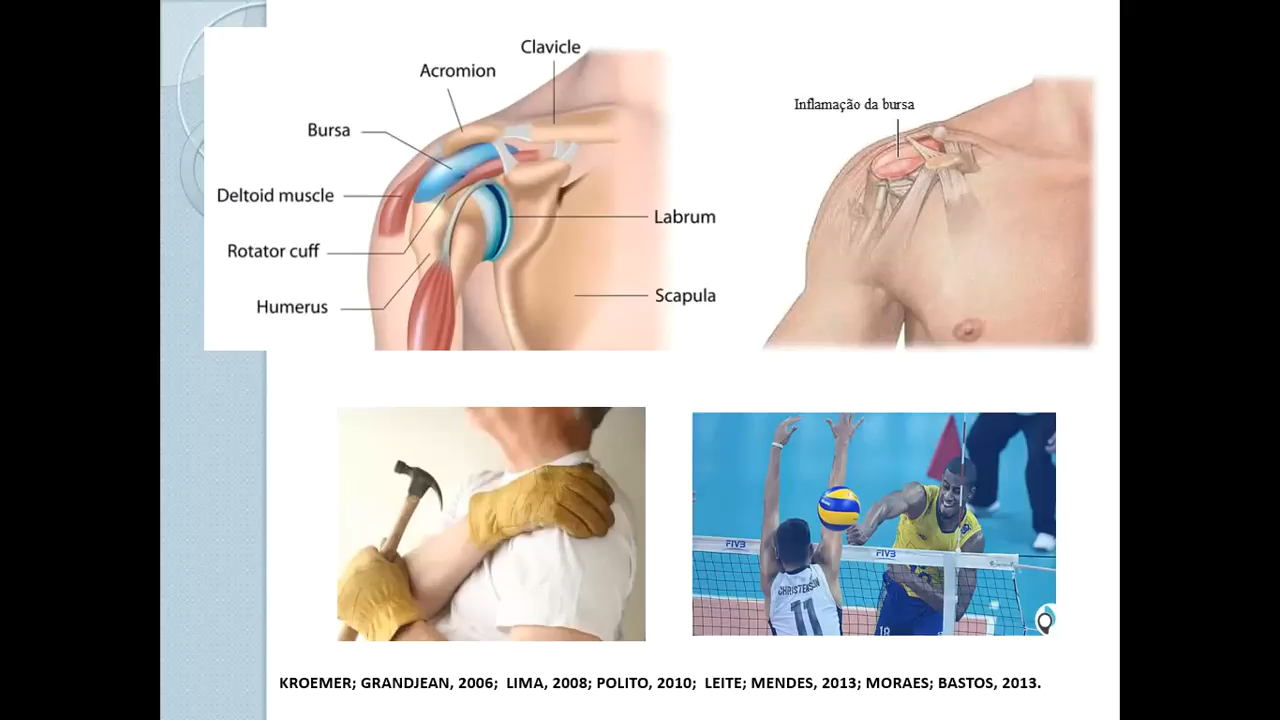 Clavicle
Acromion
Bursa
Deltoid muscle
Rotator cuff
Humerus
Labrum
Scapula
Inflamação da bursa
FIVB
FIVB
CHRISTENSON
11
18
KROEMER; GRANDJEAN, 2006; LIMA, 2008; POLITO, 2010; LEITE; MENDES, 2013; MORAES; BASTOS, 2013.